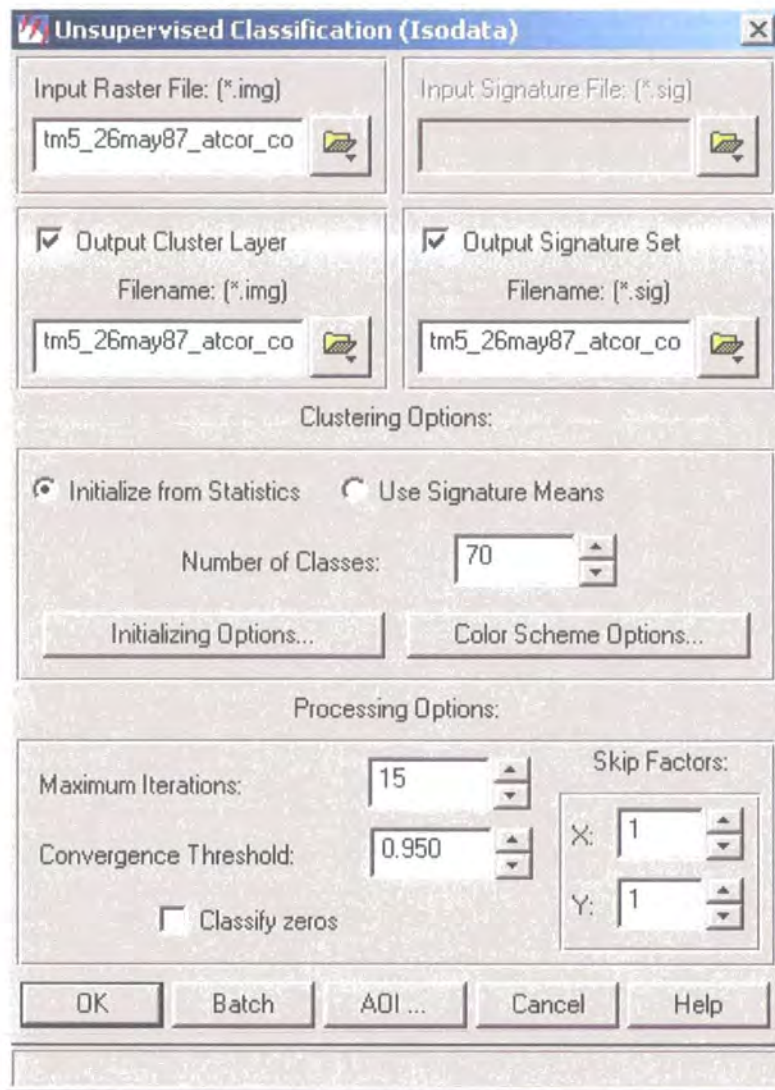 Unsupervised Classification (Isodata)
Input Raster File: (*.img)
Input Signature File: (*.sig)
tm5_26may87_atcor_co
Output Cluster Layer
Output Signature Set
Filename: (*.img)
Filename: (*.sig)
tm5_26may87_atcor_co
tm5_26may87_atcor_co
Clustering Options:
Initialize from Statistics
Use Signature Means
Number of Classes:
70
Initializing Options...
Color Scheme Options...
Processing Options:
Maximum Iterations:
15
Skip Factors:
Convergence Threshold:
0.950
X:
1
Y:
1
Classify zeros
OK
Batch
AOI ...
Cancel
Help